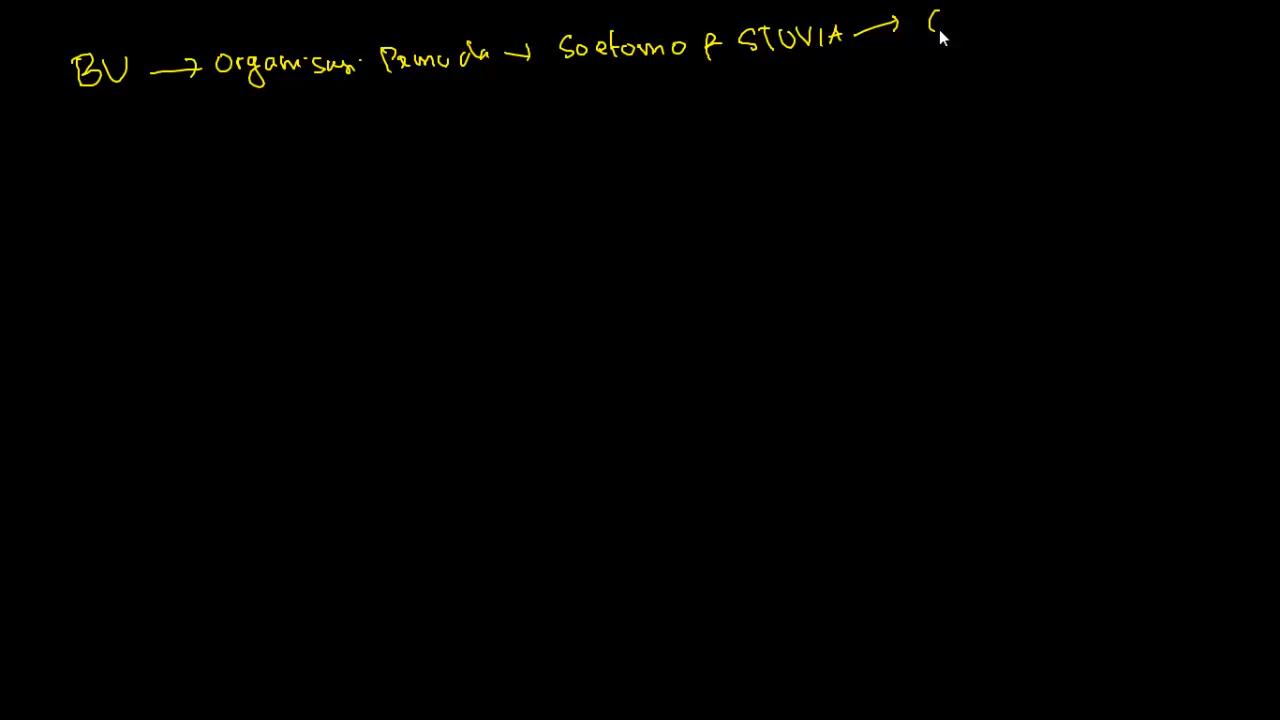 BU → Organisasi Pemuda → Soetomo & STOVIA →